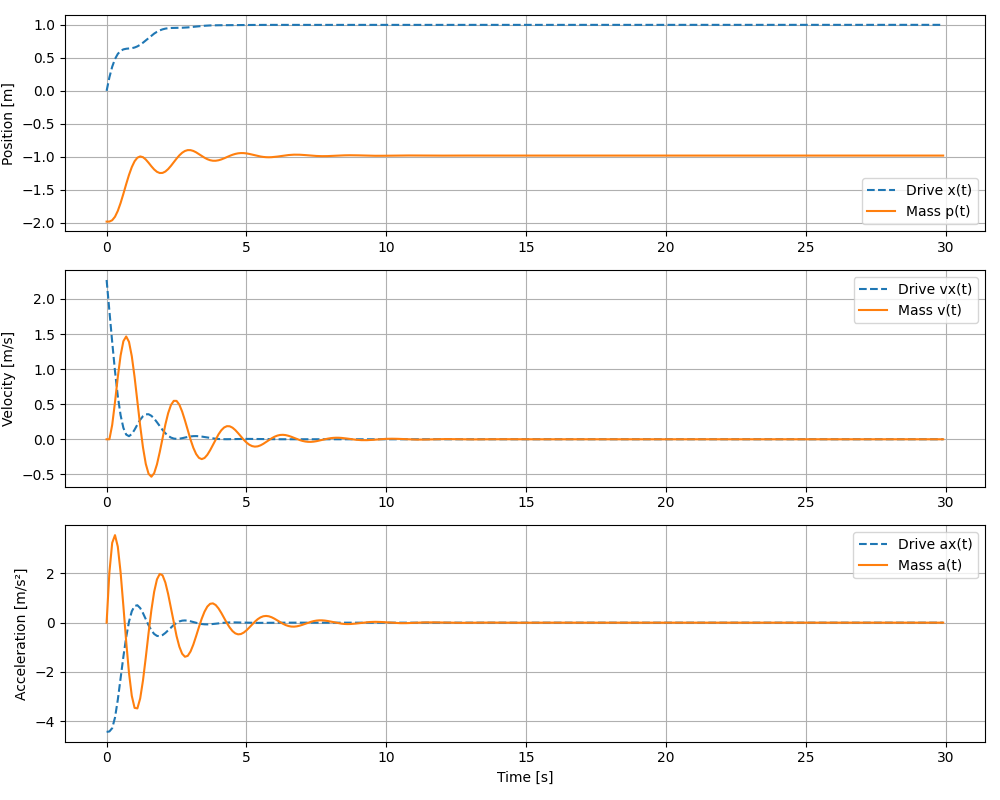 1.0
0.5
0.0
−0.5
−1.0
−1.5
−2.0
Position [m]
Drive x(t)
Mass p(t)
0 5 10 15 20 25 30
2.0
1.5
1.0
0.5
0.0
−0.5
Velocity [m/s]
Drive vx(t)
Mass v(t)
0 5 10 15 20 25 30
2
0
−2
−4
Acceleration [m/s²]
Drive ax(t)
Mass a(t)
0 5 10 15 20 25 30
Time [s]